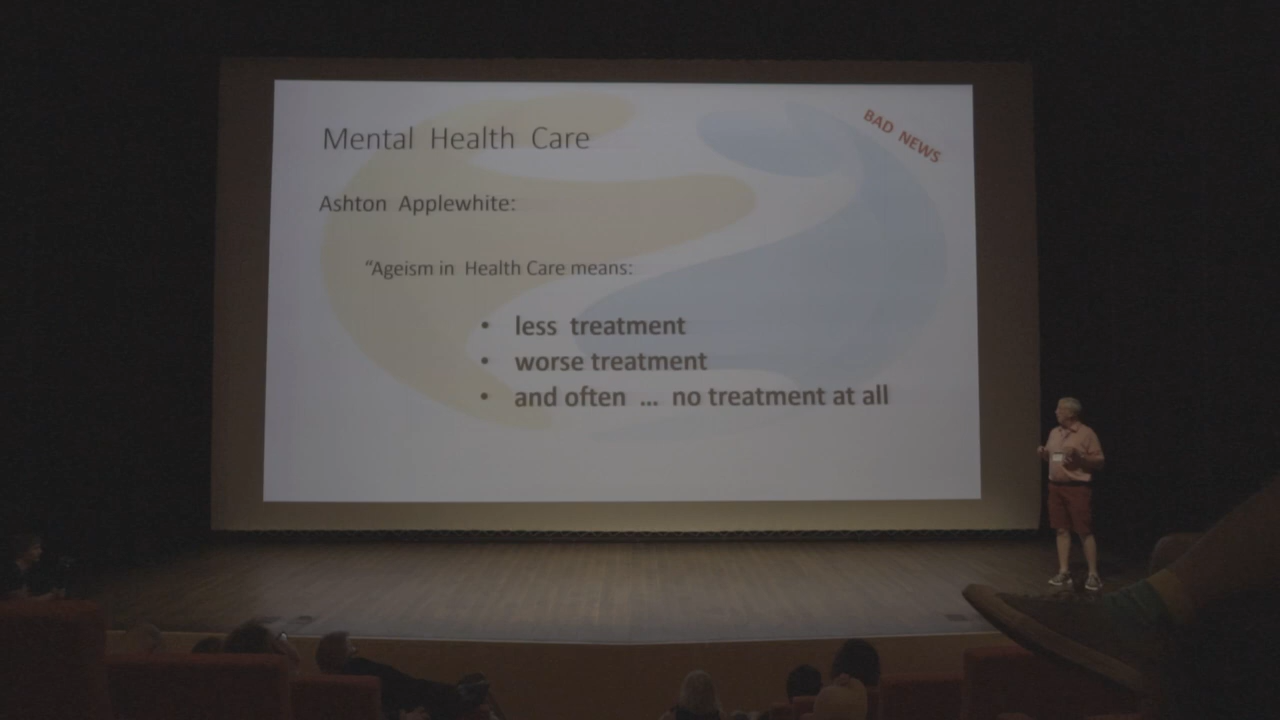 BAD NEWS
Mental Health Care
Ashton Applewhite:
“Ageism in Health Care means:
• less treatment
• worse treatment
• and often ... no treatment at all